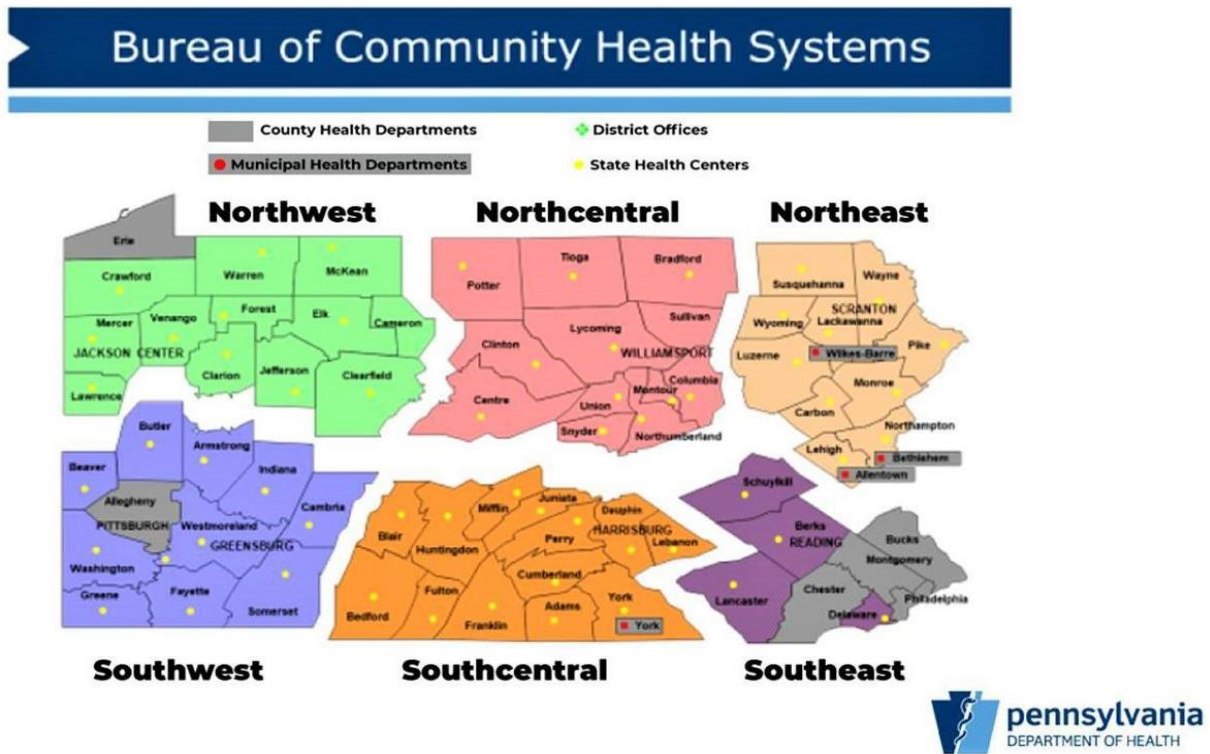 Bureau of Community Health Systems
County Health Departments
District Offices
Municipal Health Departments
State Health Centers
Northwest
Northcentral
Northeast
Erie
Crawford
Warren
McKean
Mercer
Venango
Forest
Elk
Cameron
JACKSON CENTER
Clarion
Jefferson
Clearfield
Lawrence
Potter
Tioga
Bradford
Sullivan
Lycoming
Clinton
WILLIAMSPORT
Centre
Union
Montour
Columbia
Snyder
Northumberland
Susquehanna
Wayne
SCRANTON
Wyoming
Lackawanna
Luzerne
Wilkes-Barre
Pike
Monroe
Carbon
Northampton
Lehigh
Bethlehem
Allentown
Butler
Armstrong
Beaver
Indiana
Allegheny
Cambria
PITTSBURGH
Westmoreland
GREENSBURG
Washington
Greene
Fayette
Somerset
Mifflin
Juniata
Dauphin
HARRISBURG
Blair
Huntingdon
Perry
Lebanon
Cumberland
Bedford
Fulton
Franklin
Adams
York
York
Schuylkill
Berks
READING
Bucks
Montgomery
Lancaster
Chester
Delaware
Philadelphia
Southwest
Southcentral
Southeast
pennsylvania
DEPARTMENT OF HEALTH